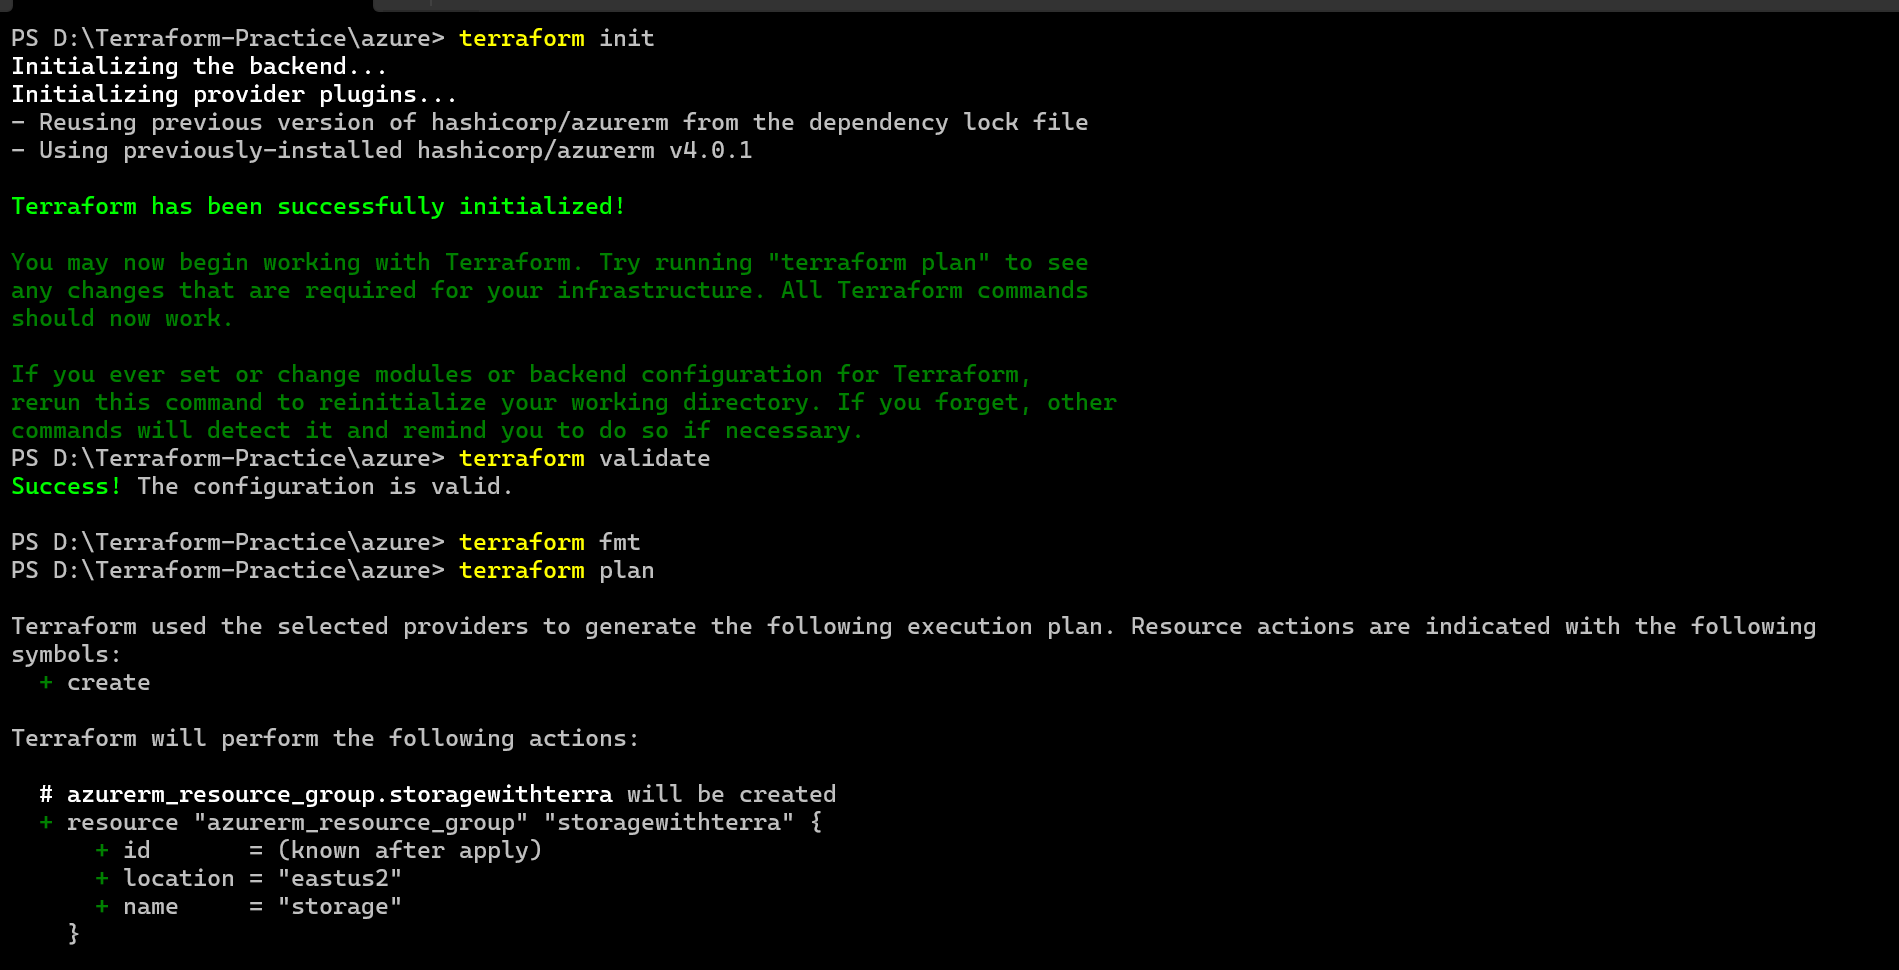 PS D:\Terraform-Practice\azure> terraform init
Initializing the backend...
Initializing provider plugins...
- Reusing previous version of hashicorp/azurerm from the dependency lock file
- Using previously-installed hashicorp/azurerm v4.0.1
Terraform has been successfully initialized!
You may now begin working with Terraform. Try running "terraform plan" to see
any changes that are required for your infrastructure. All Terraform commands
should now work.
If you ever set or change modules or backend configuration for Terraform,
rerun this command to reinitialize your working directory. If you forget, other
commands will detect it and remind you to do so if necessary.
PS D:\Terraform-Practice\azure> terraform validate
Success! The configuration is valid.
PS D:\Terraform-Practice\azure> terraform fmt
PS D:\Terraform-Practice\azure> terraform plan
Terraform used the selected providers to generate the following execution plan. Resource actions are indicated with the following
symbols:
  + create
Terraform will perform the following actions:
  # azurerm_resource_group.storagewithterra will be created
  + resource "azurerm_resource_group" "storagewithterra" {
      + id       = (known after apply)
      + location = "eastus2"
      + name     = "storage"
    }